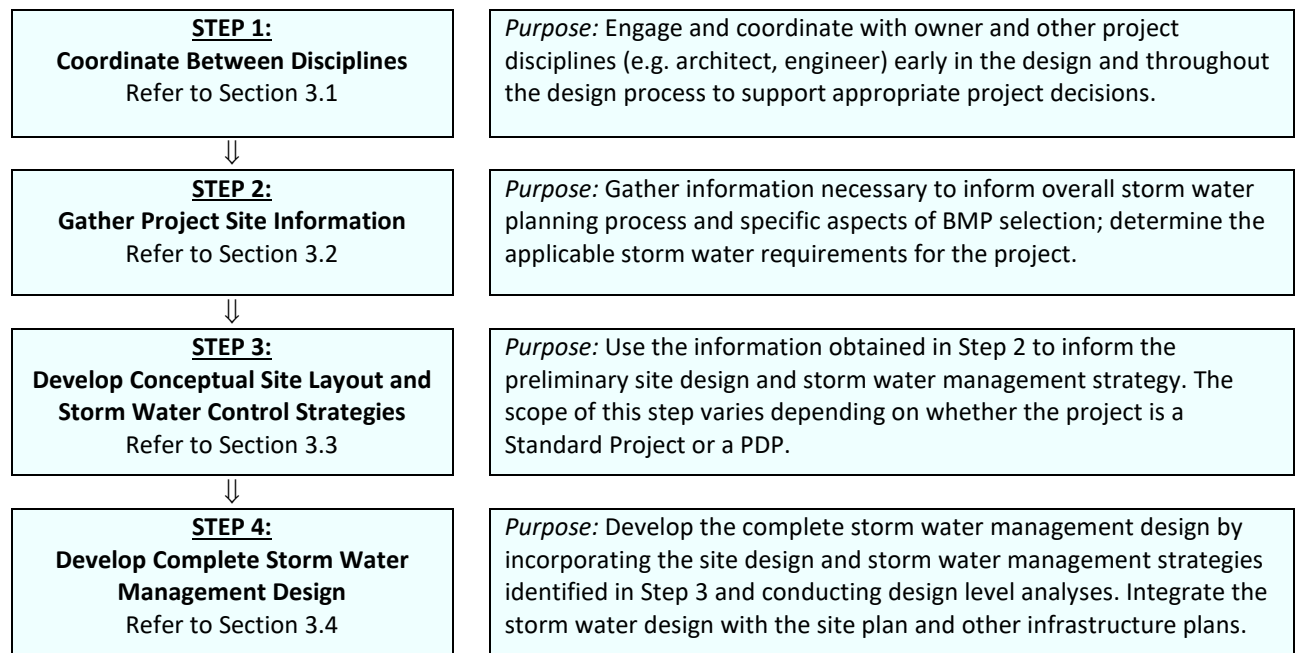 STEP 1:
Coordinate Between Disciplines
Refer to Section 3.1
Purpose: Engage and coordinate with owner and other project
disciplines (e.g. architect, engineer) early in the design and throughout
the design process to support appropriate project decisions.
⇓
STEP 2:
Gather Project Site Information
Refer to Section 3.2
Purpose: Gather information necessary to inform overall storm water
planning process and specific aspects of BMP selection; determine the
applicable storm water requirements for the project.
⇓
STEP 3:
Develop Conceptual Site Layout and
Storm Water Control Strategies
Refer to Section 3.3
Purpose: Use the information obtained in Step 2 to inform the
preliminary site design and storm water management strategy. The
scope of this step varies depending on whether the project is a
Standard Project or a PDP.
⇓
STEP 4:
Develop Complete Storm Water
Management Design
Refer to Section 3.4
Purpose: Develop the complete storm water management design by
incorporating the site design and storm water management strategies
identified in Step 3 and conducting design level analyses. Integrate the
storm water design with the site plan and other infrastructure plans.